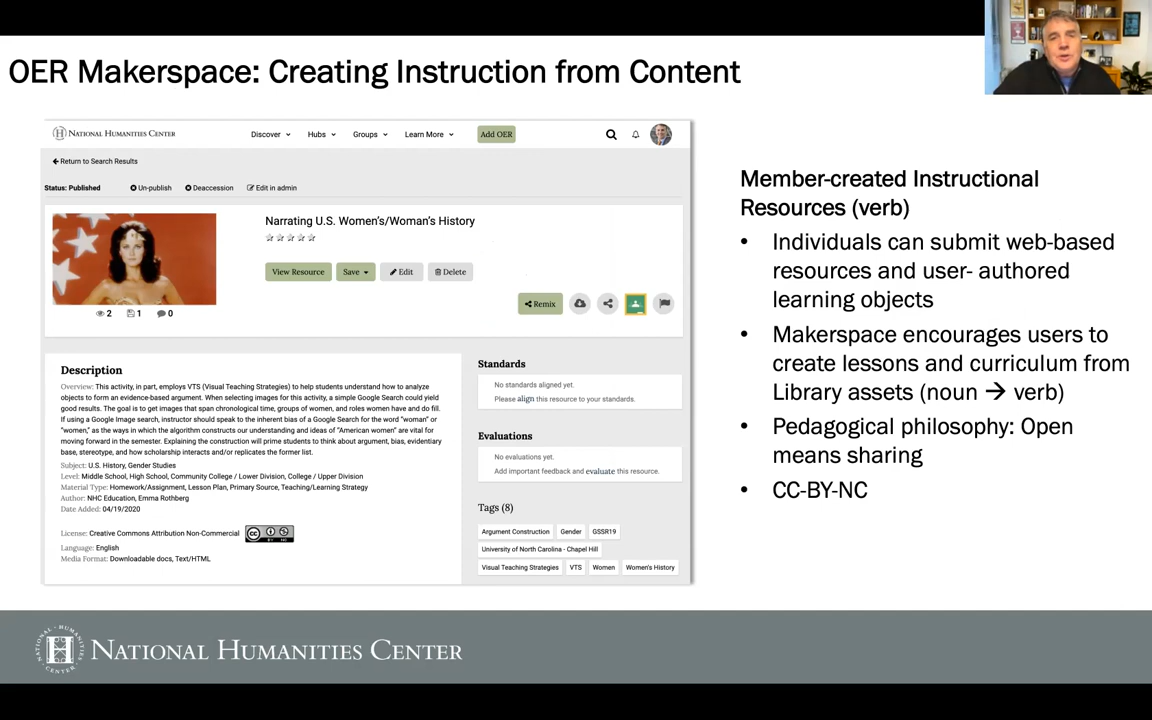 OER Makerspace: Creating Instruction from Content
NATIONAL HUMANITIES CENTER
Discover
Hubs
Groups
Learn More
Add OER
Return to Search Results
Status: Published
Un-publish
Deaccession
Edit in admin
Narrating U.S. Women's/Woman's History
View Resource
Save
Edit
Delete
2
1
0
Remix
Description
Overview: This activity, in part, employs VTS (Visual Teaching Strategies) to help students understand how to analyze
objects to form an evidence-based argument. When selecting images for this activity, a simple Google Search could yield
good results. The goal is to get images that span chronological time, groups of women, and roles women have and do fill.
If using a Google Image search, instructor should speak to the inherent bias of a Google Search for the word "woman" or
"women," as the ways in which the algorithm constructs our understanding and ideas of "American women" are vital for
moving forward in the semester. Explaining the construction will prime students to think about argument, bias, evidentiary
base, stereotype, and how scholarship interacts and/or replicates the former list.
Subject: U.S. History, Gender Studies
Level: Middle School, High School, Community College / Lower Division, College / Upper Division
Material Type: Homework/Assignment, Lesson Plan, Primary Source, Teaching/Learning Strategy
Author: NHC Education, Emma Rothberg
Date Added: 04/19/2020
License: Creative Commons Attribution Non-Commercial
cc
BY NC
Language: English
Media Format: Downloadable docs, Text/HTML
Standards
No standards aligned yet.
Please align this resource to your standards.
Evaluations
No evaluations yet.
Add important feedback and evaluate this resource.
Tags (8)
Argument Construction
Gender
GSSR19
University of North Carolina - Chapel Hill
Visual Teaching Strategies
VTS
Women
Women's History
Member-created Instructional
Resources (verb)
• Individuals can submit web-based
resources and user- authored
learning objects
• Makerspace encourages users to
create lessons and curriculum from
Library assets (noun → verb)
• Pedagogical philosophy: Open
means sharing
• CC-BY-NC
NATIONAL HUMANITIES CENTER